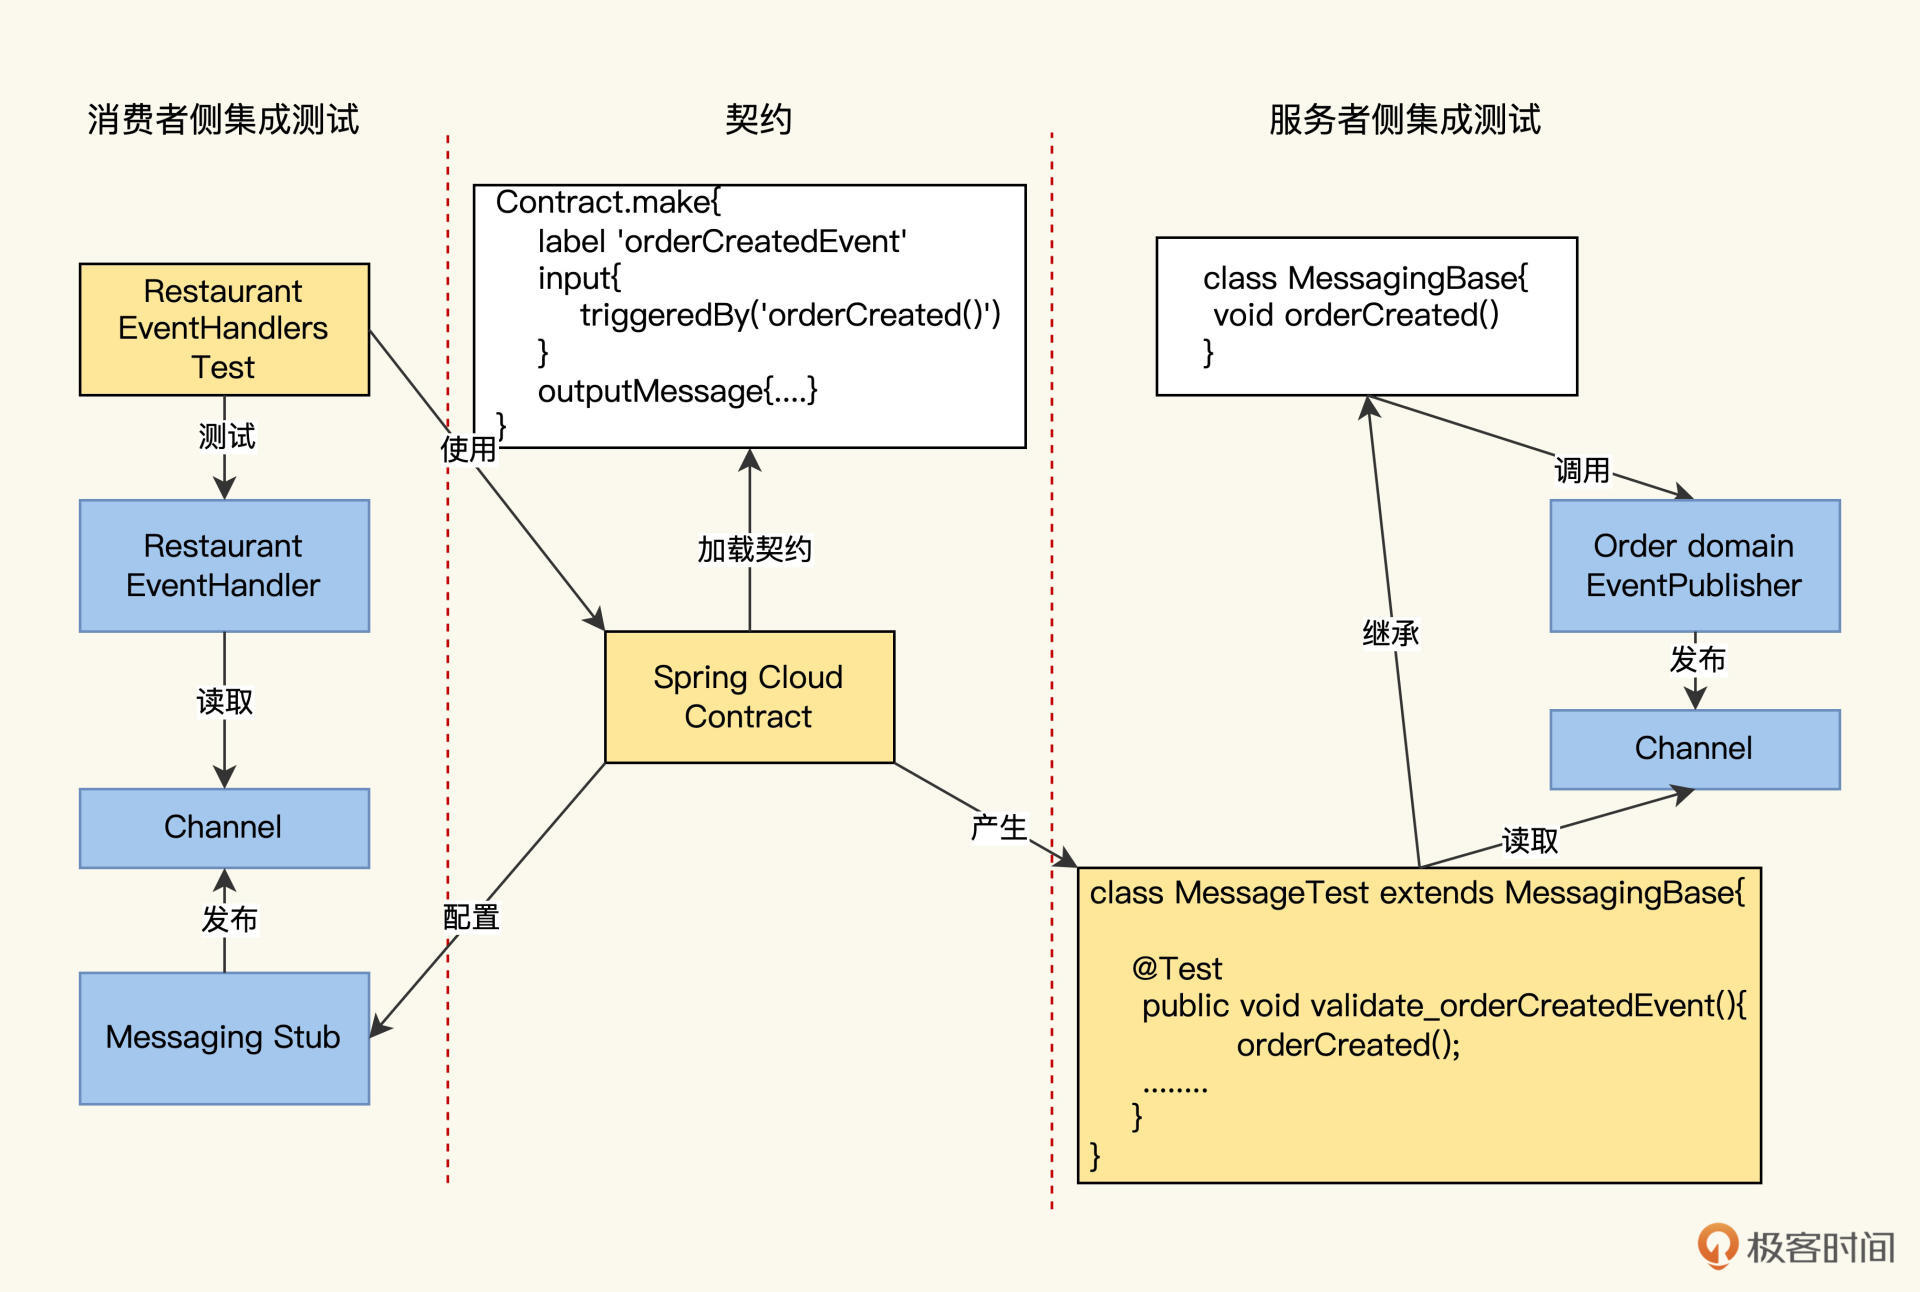 消费者侧集成测试
契约
服务者侧集成测试
Contract.make{
label 'orderCreatedEvent'
input{
triggeredBy('orderCreated()')
}
outputMessage{....}
}
class MessagingBase{
void orderCreated()
}
Restaurant
EventHandlers
Test
测试
使用
调用
Restaurant
EventHandler
加载契约
Order domain
EventPublisher
继承
发布
读取
Spring Cloud
Contract
Channel
Channel
产生
读取
发布
配置
Messaging Stub
class MessageTest extends MessagingBase{
@Test
public void validate_orderCreatedEvent(){
orderCreated();
........
}
}
极客时间